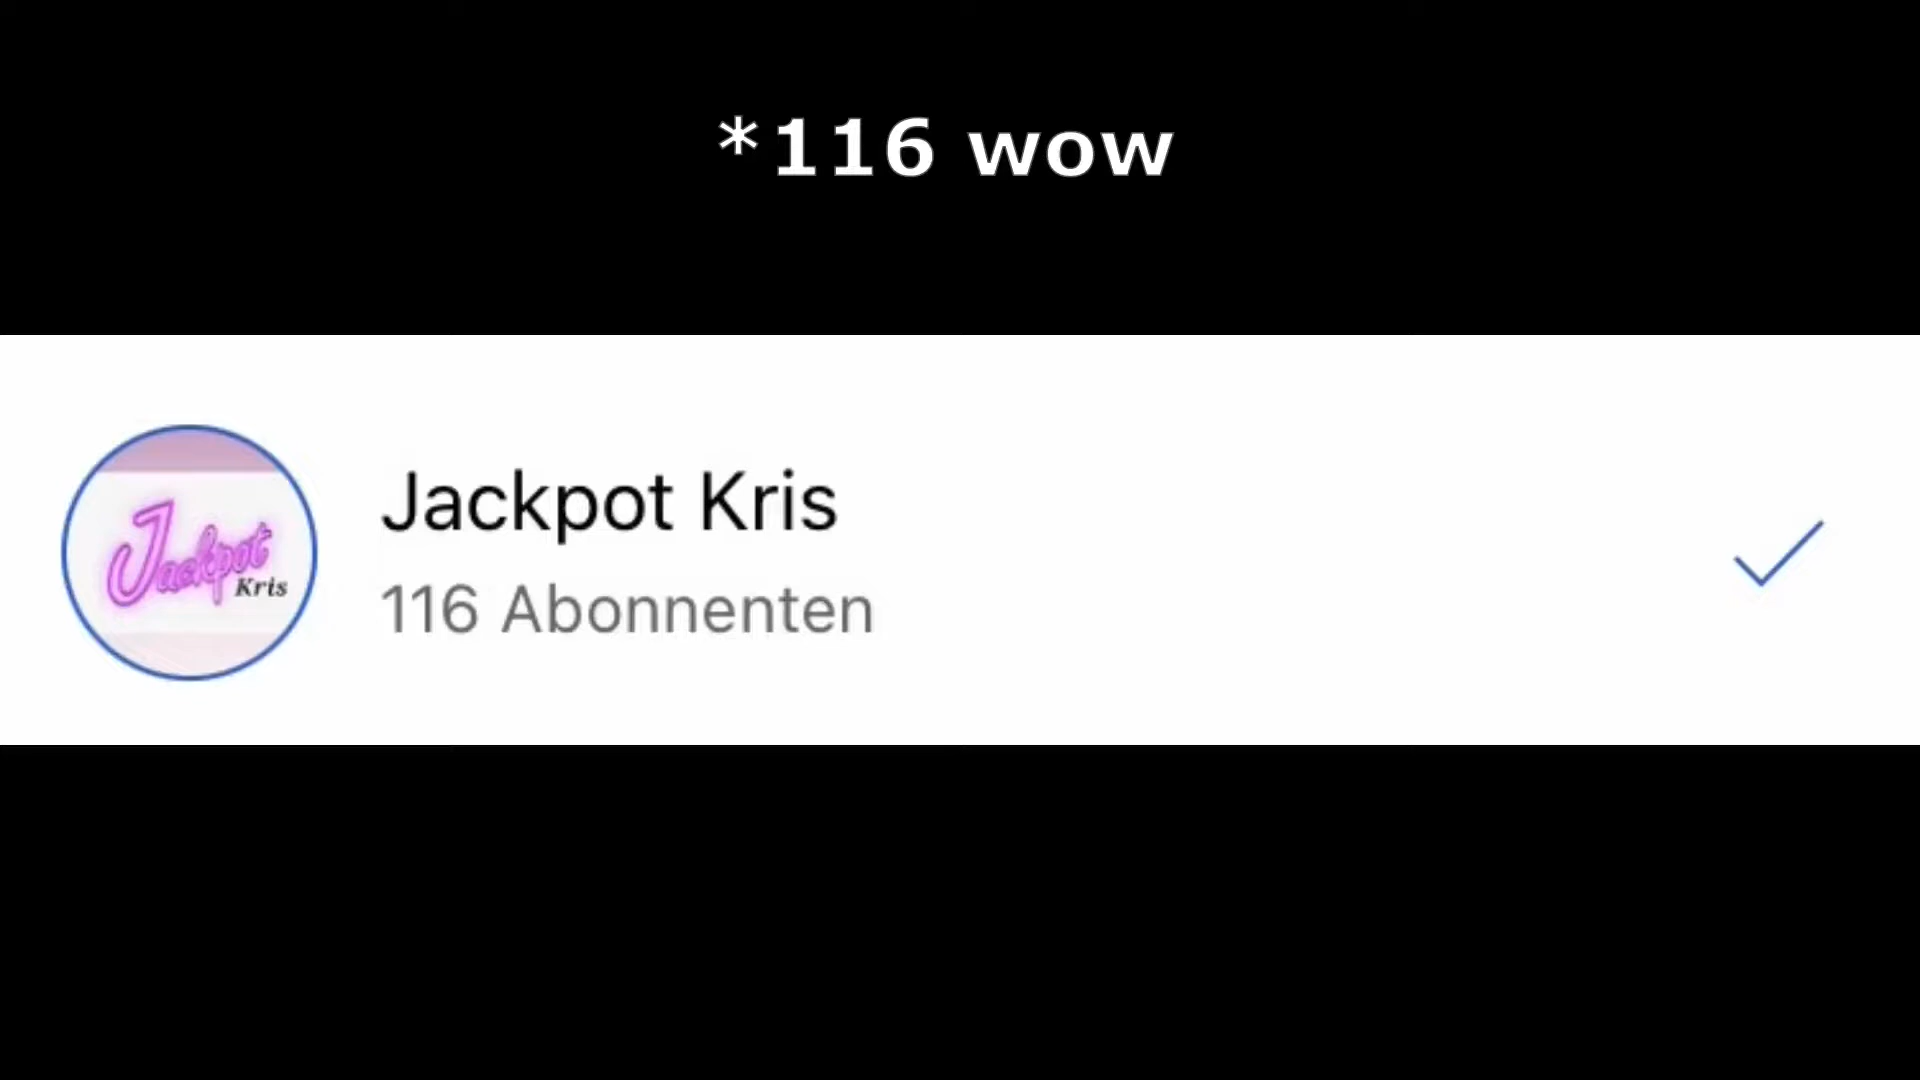 *116 wow
Jackpot
Kris
Jackpot Kris
116 Abonnenten